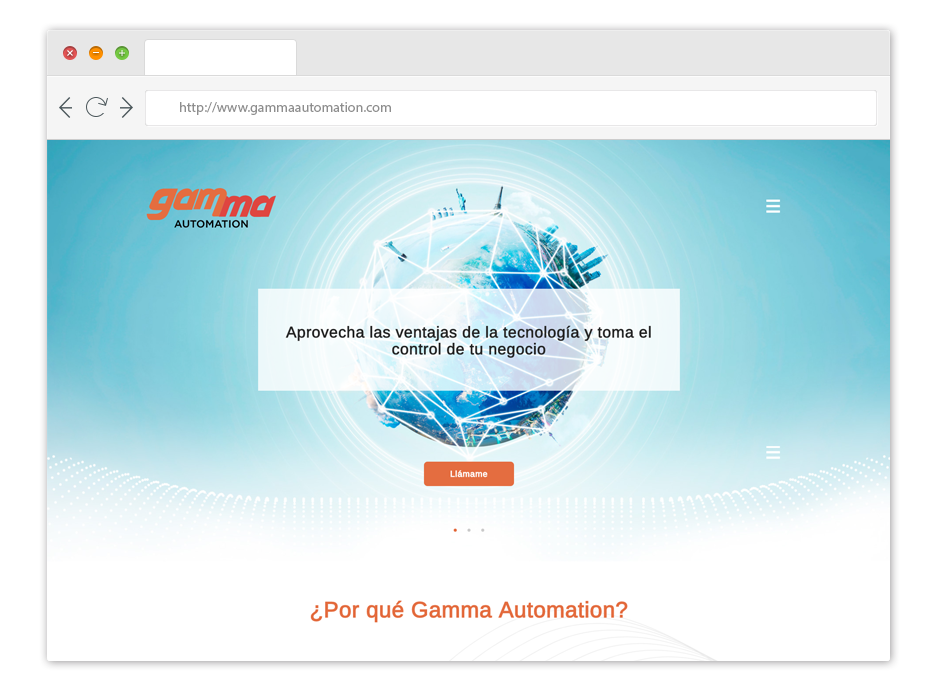 http://www.gammaautomation.com
gamma
AUTOMATION
Aprovecha las ventajas de la tecnología y toma el
control de tu negocio
Llámame
¿Por qué Gamma Automation?